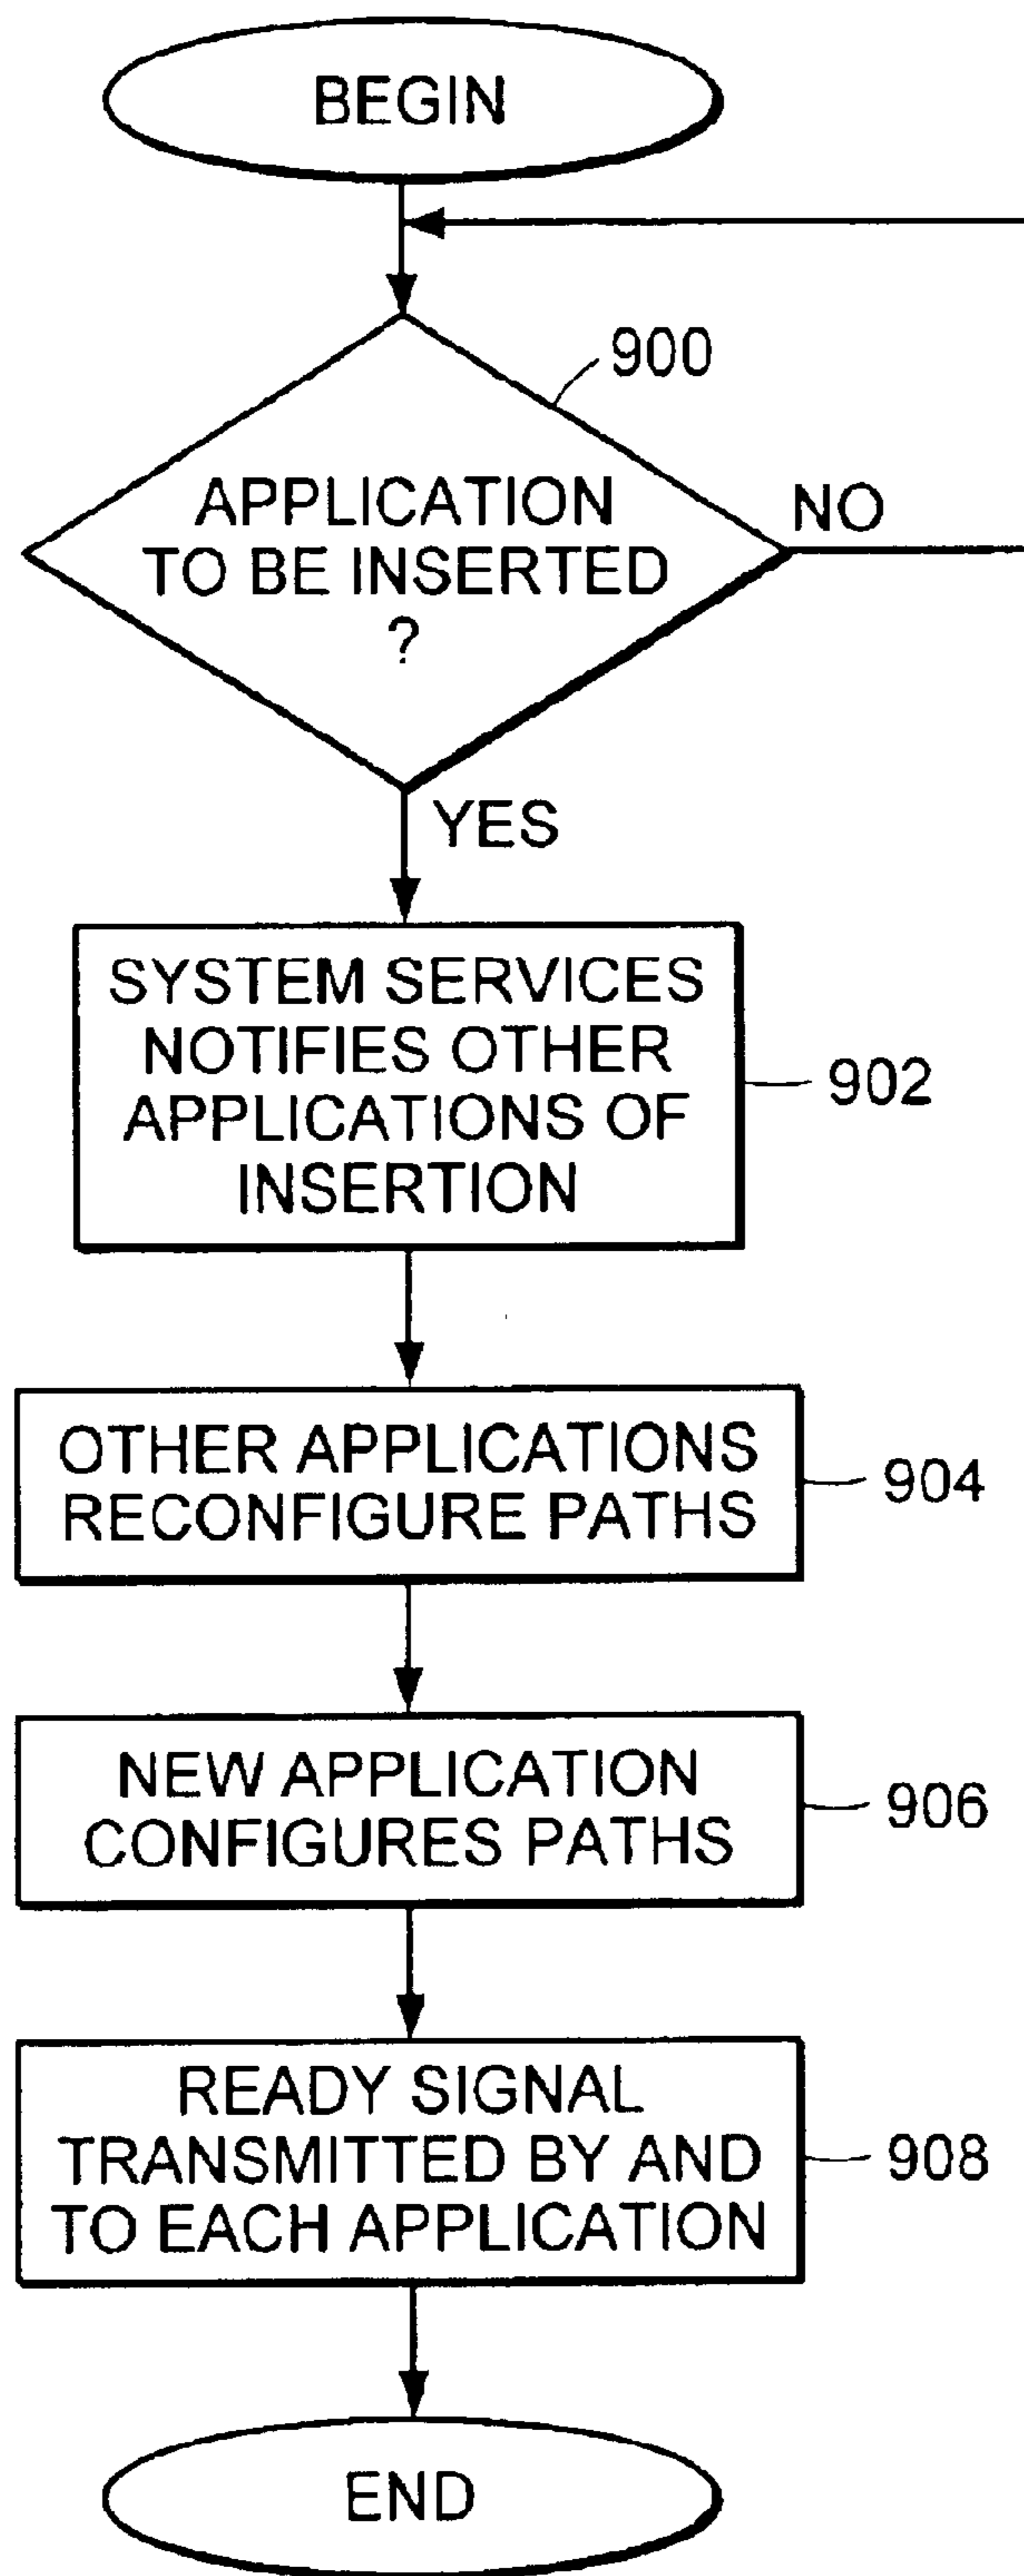 BEGIN
900
APPLICATION
TO BE INSERTED
?
NO
YES
SYSTEM SERVICES
NOTIFIES OTHER
APPLICATIONS OF
INSERTION
902
OTHER APPLICATIONS
RECONFIGURE PATHS
904
NEW APPLICATION
CONFIGURES PATHS
906
READY SIGNAL
TRANSMITTED BY AND
TO EACH APPLICATION
908
END